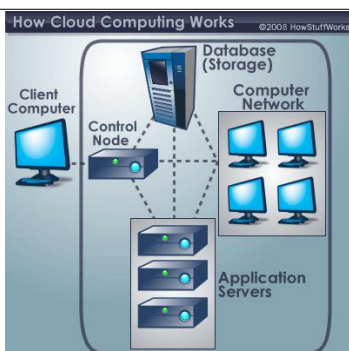 How Cloud Computing Works
©2008 HowStuffWorks
Database
(Storage)
Client
Computer
Computer
Network
Control
Node
Application
Servers